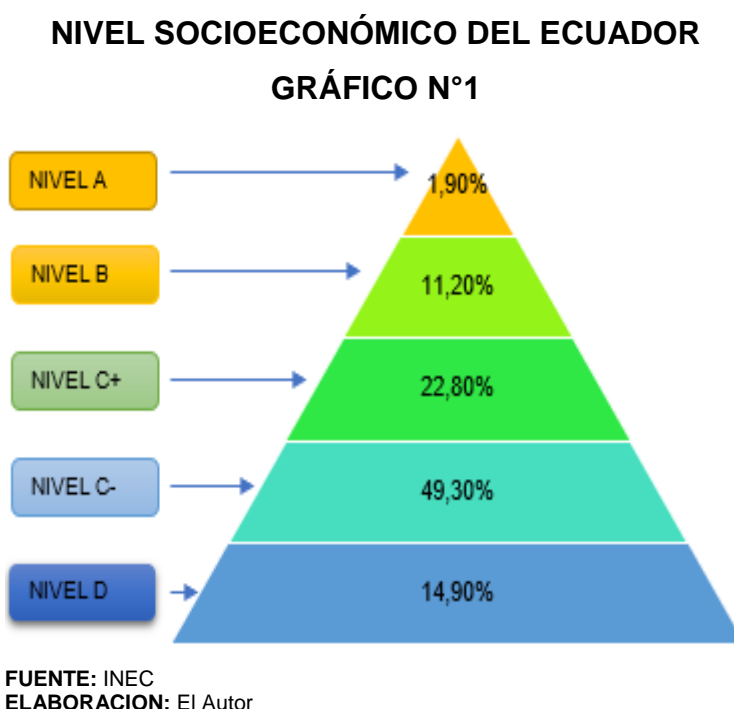 NIVEL SOCIOECONÓMICO DEL ECUADOR
GRÁFICO N°1
NIVEL A
1,90%
NIVEL B
11,20%
NIVEL C+
22,80%
NIVEL C-
49,30%
NIVEL D
14,90%
FUENTE: INEC
ELABORACION: El Autor